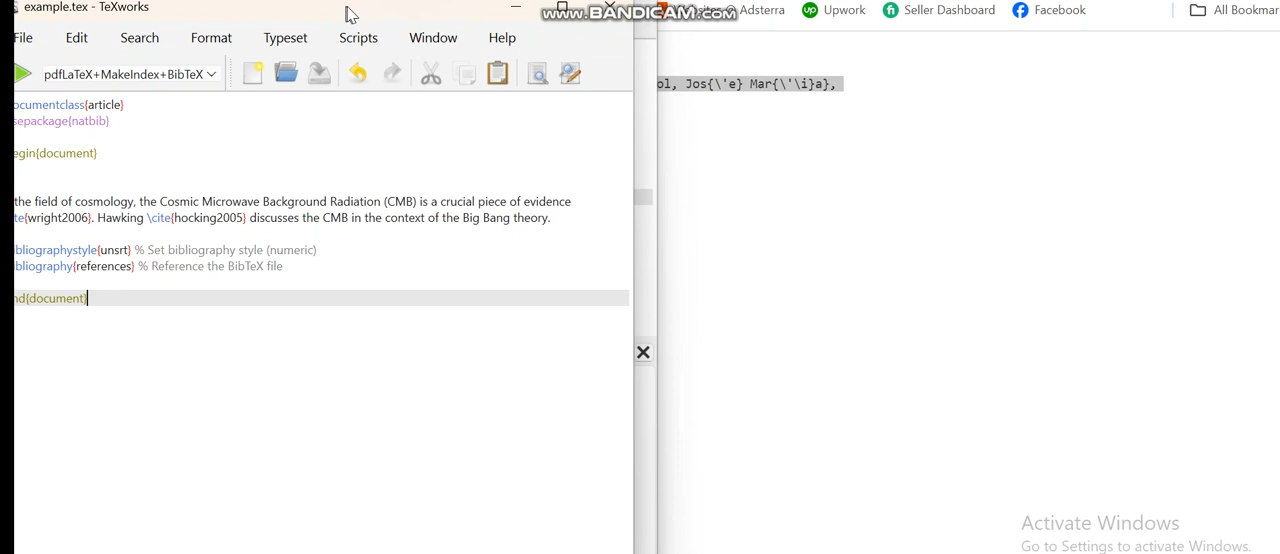 example.tex - TeXworks
www.BANDICAM.com
Adsterra
Upwork
Seller Dashboard
Facebook
All Bookmar
File
Edit
Search
Format
Typeset
Scripts
Window
Help
pdfLaTeX+MakeIndex+BibTeX
ol, Jos{\'e} Mar{\'\i}a},
ocumentclass{article}
sepackage{natbib}
egin{document}
the field of cosmology, the Cosmic Microwave Background Radiation (CMB) is a crucial piece of evidence
te{wright2006}. Hawking \cite{hocking2005} discusses the CMB in the context of the Big Bang theory.
bliographystyle{unsrt} % Set bibliography style (numeric)
bliography{references} % Reference the BibTeX file
nd{document}
Activate Windows
Go to Settings to activate Windows.